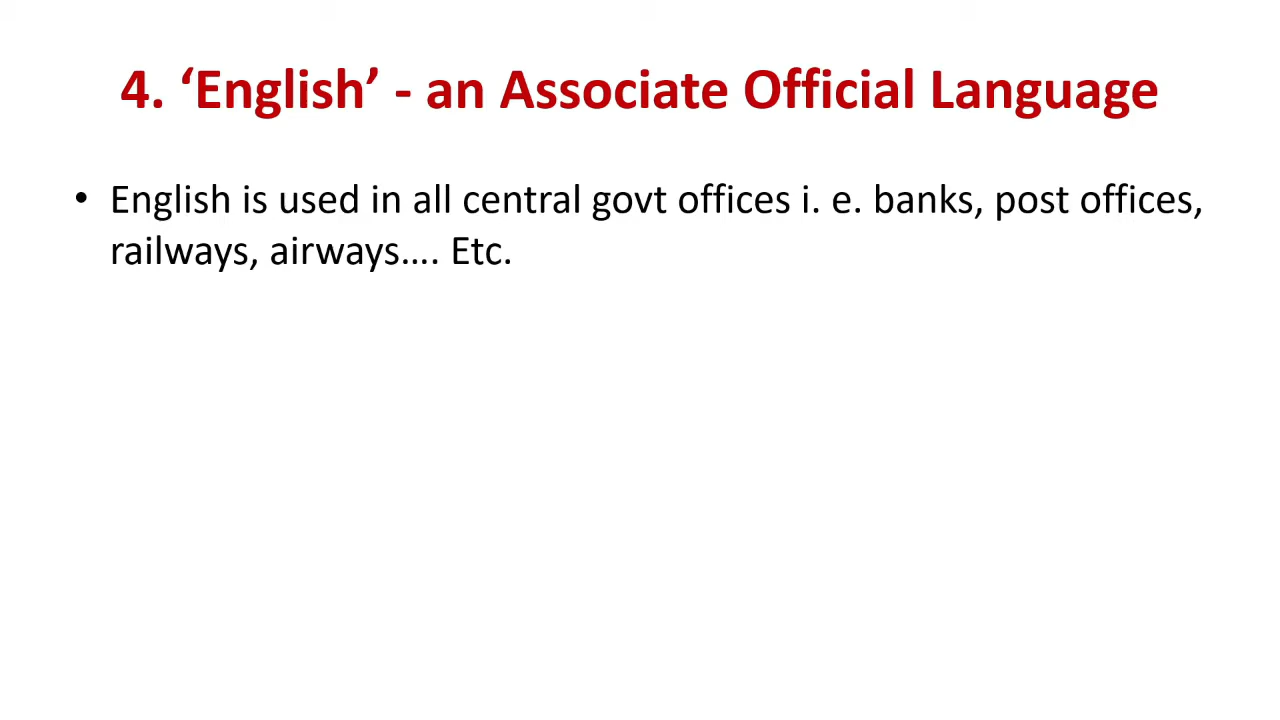 4. ‘English’ - an Associate Official Language
• English is used in all central govt offices i. e. banks, post offices,
railways, airways…. Etc.